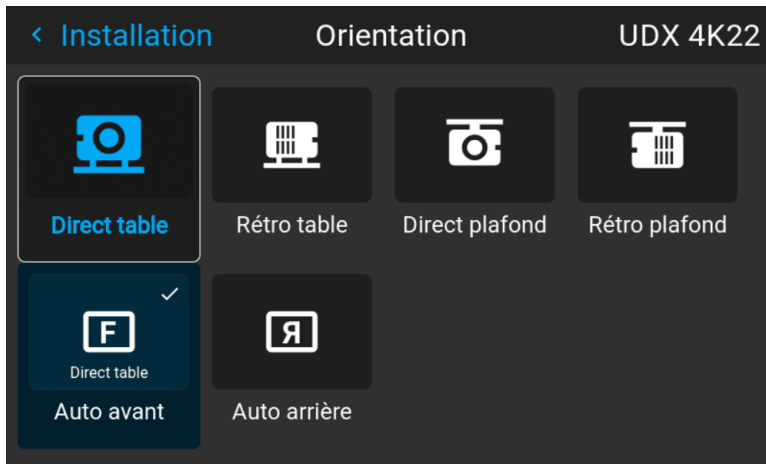 Installation Orientation UDX 4K22
Direct table Rétro table Direct plafond Rétro plafond
F Я
Direct table
Auto avant Auto arrière